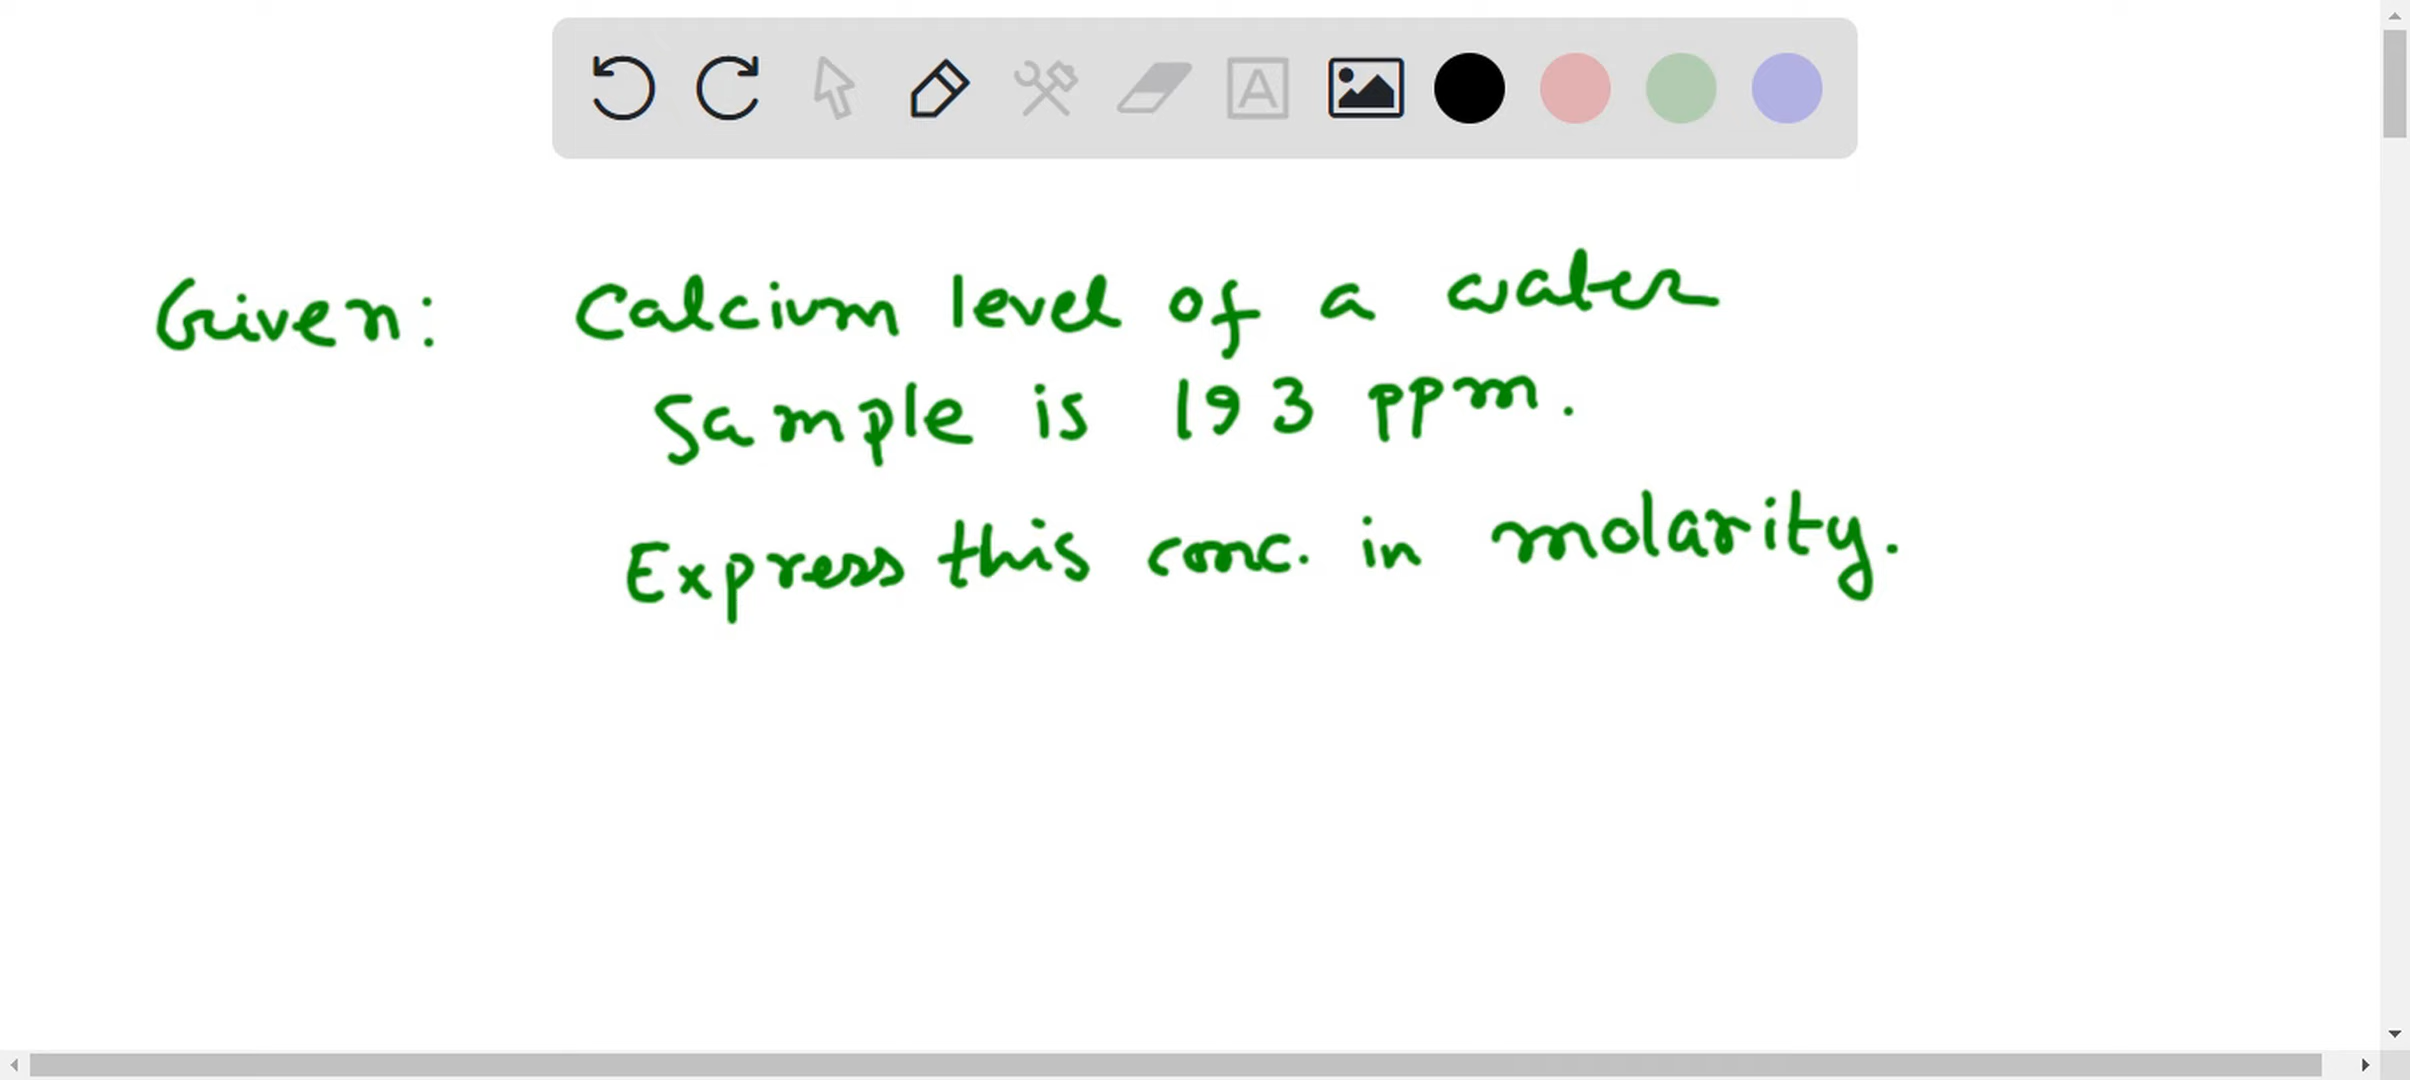 Given: Calcium level of a water
Sample is 193 ppm.
Express this conc. in molarity.